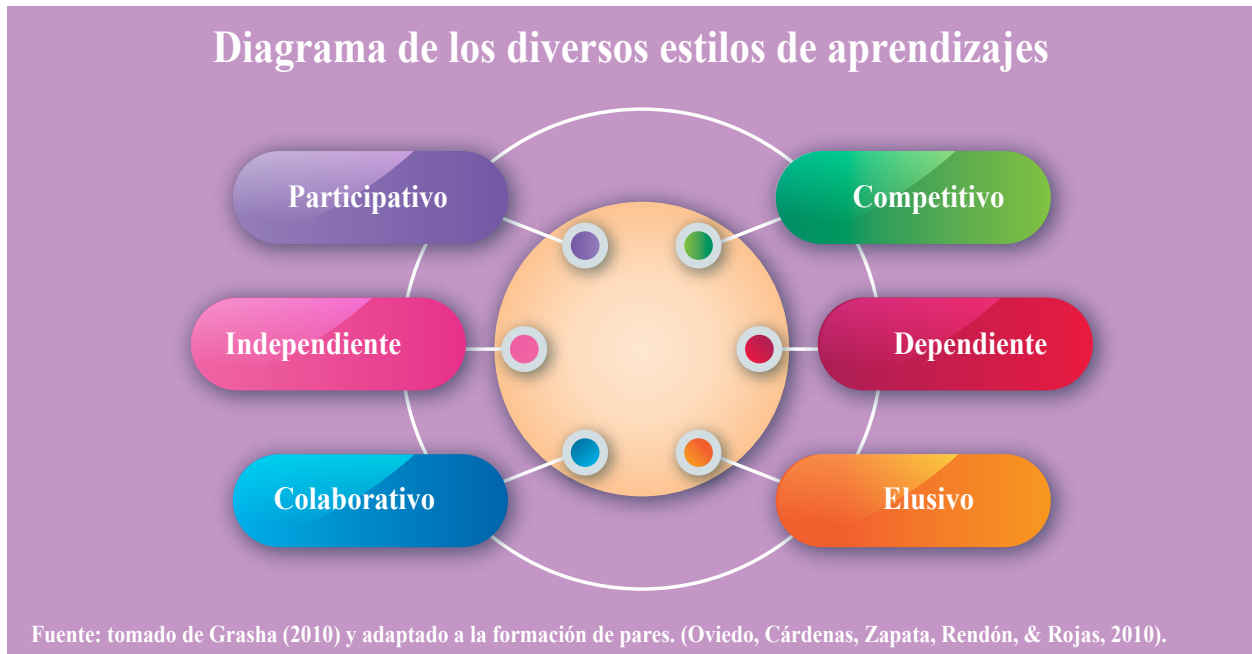 Diagrama de los diversos estilos de aprendizajes
Participativo
Competitivo
Independiente
Dependiente
Colaborativo
Elusivo
Fuente: tomado de Grasha (2010) y adaptado a la formación de pares. (Oviedo, Cárdenas, Zapata, Rendón, & Rojas, 2010).